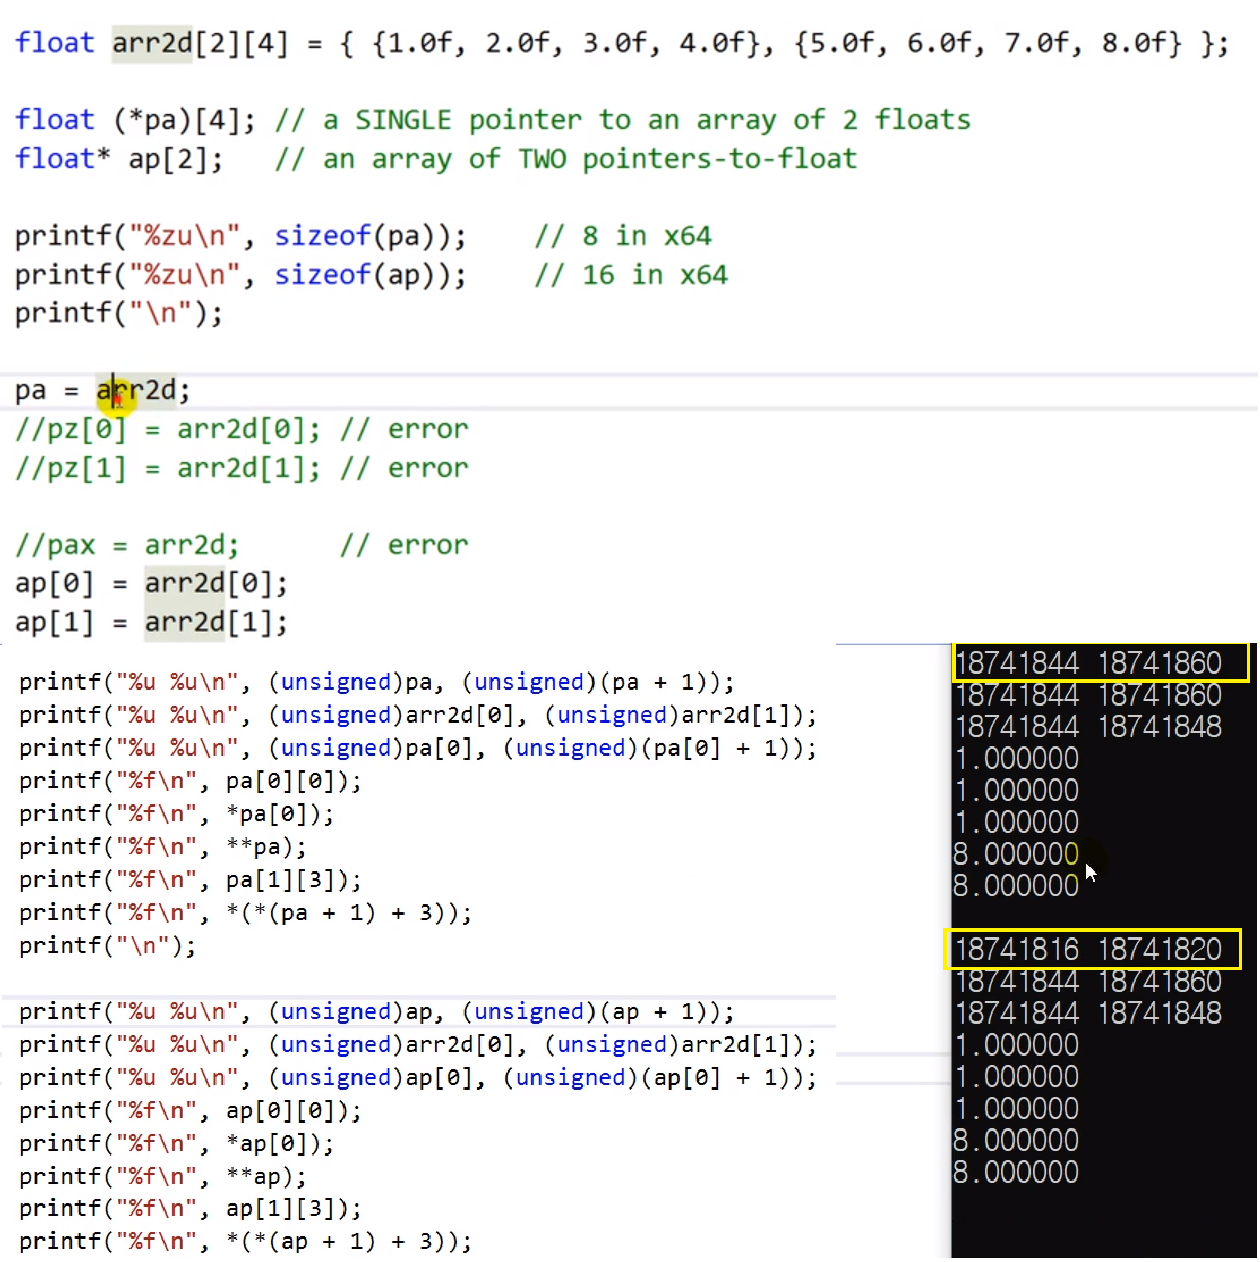 float arr2d[2][4] = { {1.0f, 2.0f, 3.0f, 4.0f}, {5.0f, 6.0f, 7.0f, 8.0f} };
float (*pa)[4]; // a SINGLE pointer to an array of 2 floats
float* ap[2];   // an array of TWO pointers-to-float
printf("%zu\n", sizeof(pa));    // 8 in x64
printf("%zu\n", sizeof(ap));    // 16 in x64
printf("\n");
pa = arr2d;
//pz[0] = arr2d[0]; // error
//pz[1] = arr2d[1]; // error
//pax = arr2d;      // error
ap[0] = arr2d[0];
ap[1] = arr2d[1];
printf("%u %u\n", (unsigned)pa, (unsigned)(pa + 1));
printf("%u %u\n", (unsigned)arr2d[0], (unsigned)arr2d[1]);
printf("%u %u\n", (unsigned)pa[0], (unsigned)(pa[0] + 1));
printf("%f\n", pa[0][0]);
printf("%f\n", *pa[0]);
printf("%f\n", **pa);
printf("%f\n", pa[1][3]);
printf("%f\n", *(*(pa + 1) + 3));
printf("\n");
printf("%u %u\n", (unsigned)ap, (unsigned)(ap + 1));
printf("%u %u\n", (unsigned)arr2d[0], (unsigned)arr2d[1]);
printf("%u %u\n", (unsigned)ap[0], (unsigned)(ap[0] + 1));
printf("%f\n", ap[0][0]);
printf("%f\n", *ap[0]);
printf("%f\n", **ap);
printf("%f\n", ap[1][3]);
printf("%f\n", *(*(ap + 1) + 3));
18741844 18741860
18741844 18741860
18741844 18741848
1.000000
1.000000
1.000000
8.000000
8.000000
18741816 18741820
18741844 18741860
18741844 18741848
1.000000
1.000000
1.000000
8.000000
8.000000